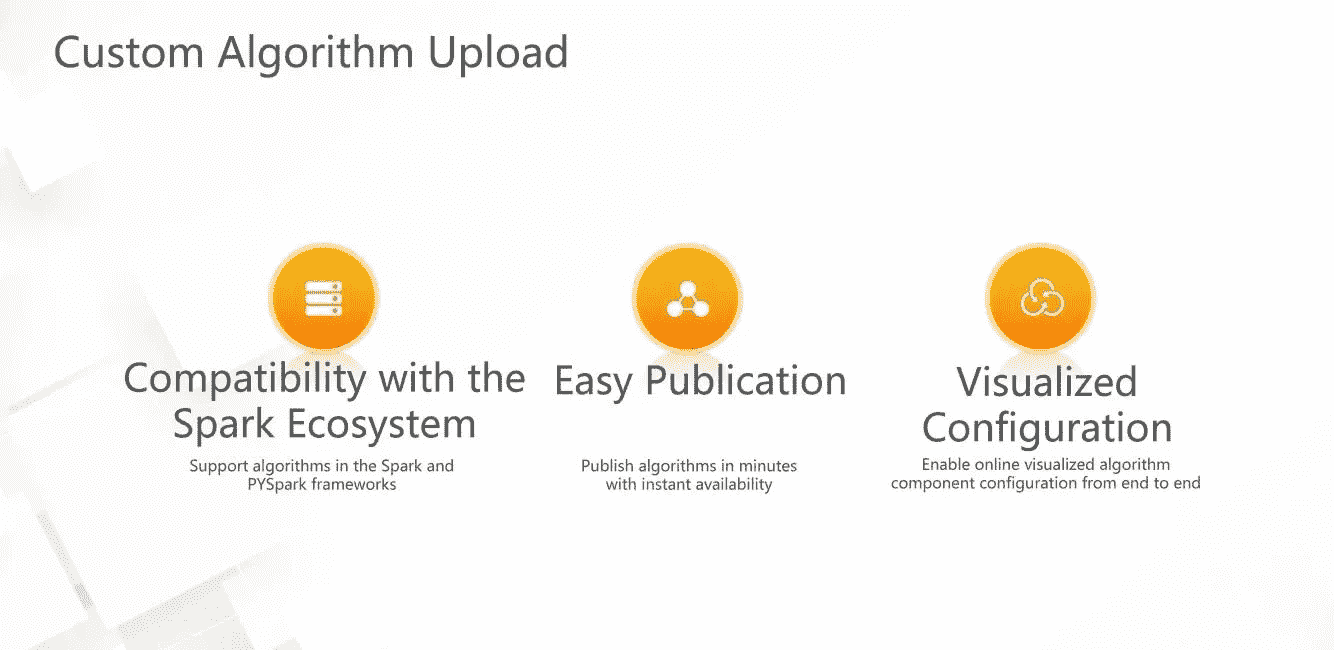 Custom Algorithm Upload
Compatibility with the
Spark Ecosystem
Support algorithms in the Spark and
PYSpark frameworks
Easy Publication
Publish algorithms in minutes
with instant availability
Visualized
Configuration
Enable online visualized algorithm
component configuration from end to end